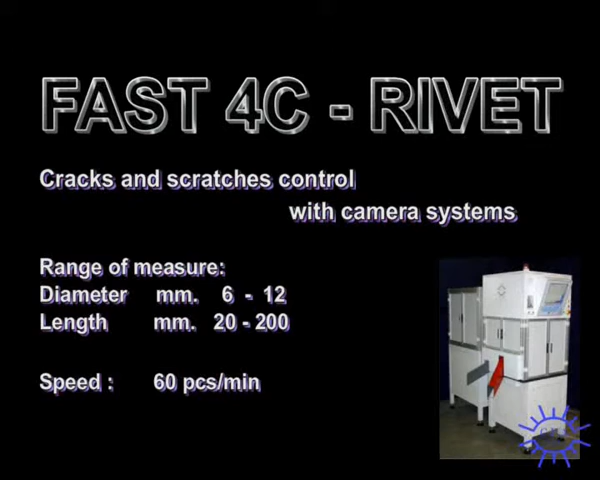 FAST 4C - RIVET
Cracks and scratches control
with camera systems
Range of measure:
Diameter mm. 6 - 12
Length mm. 20 - 200
Speed : 60 pcs/min